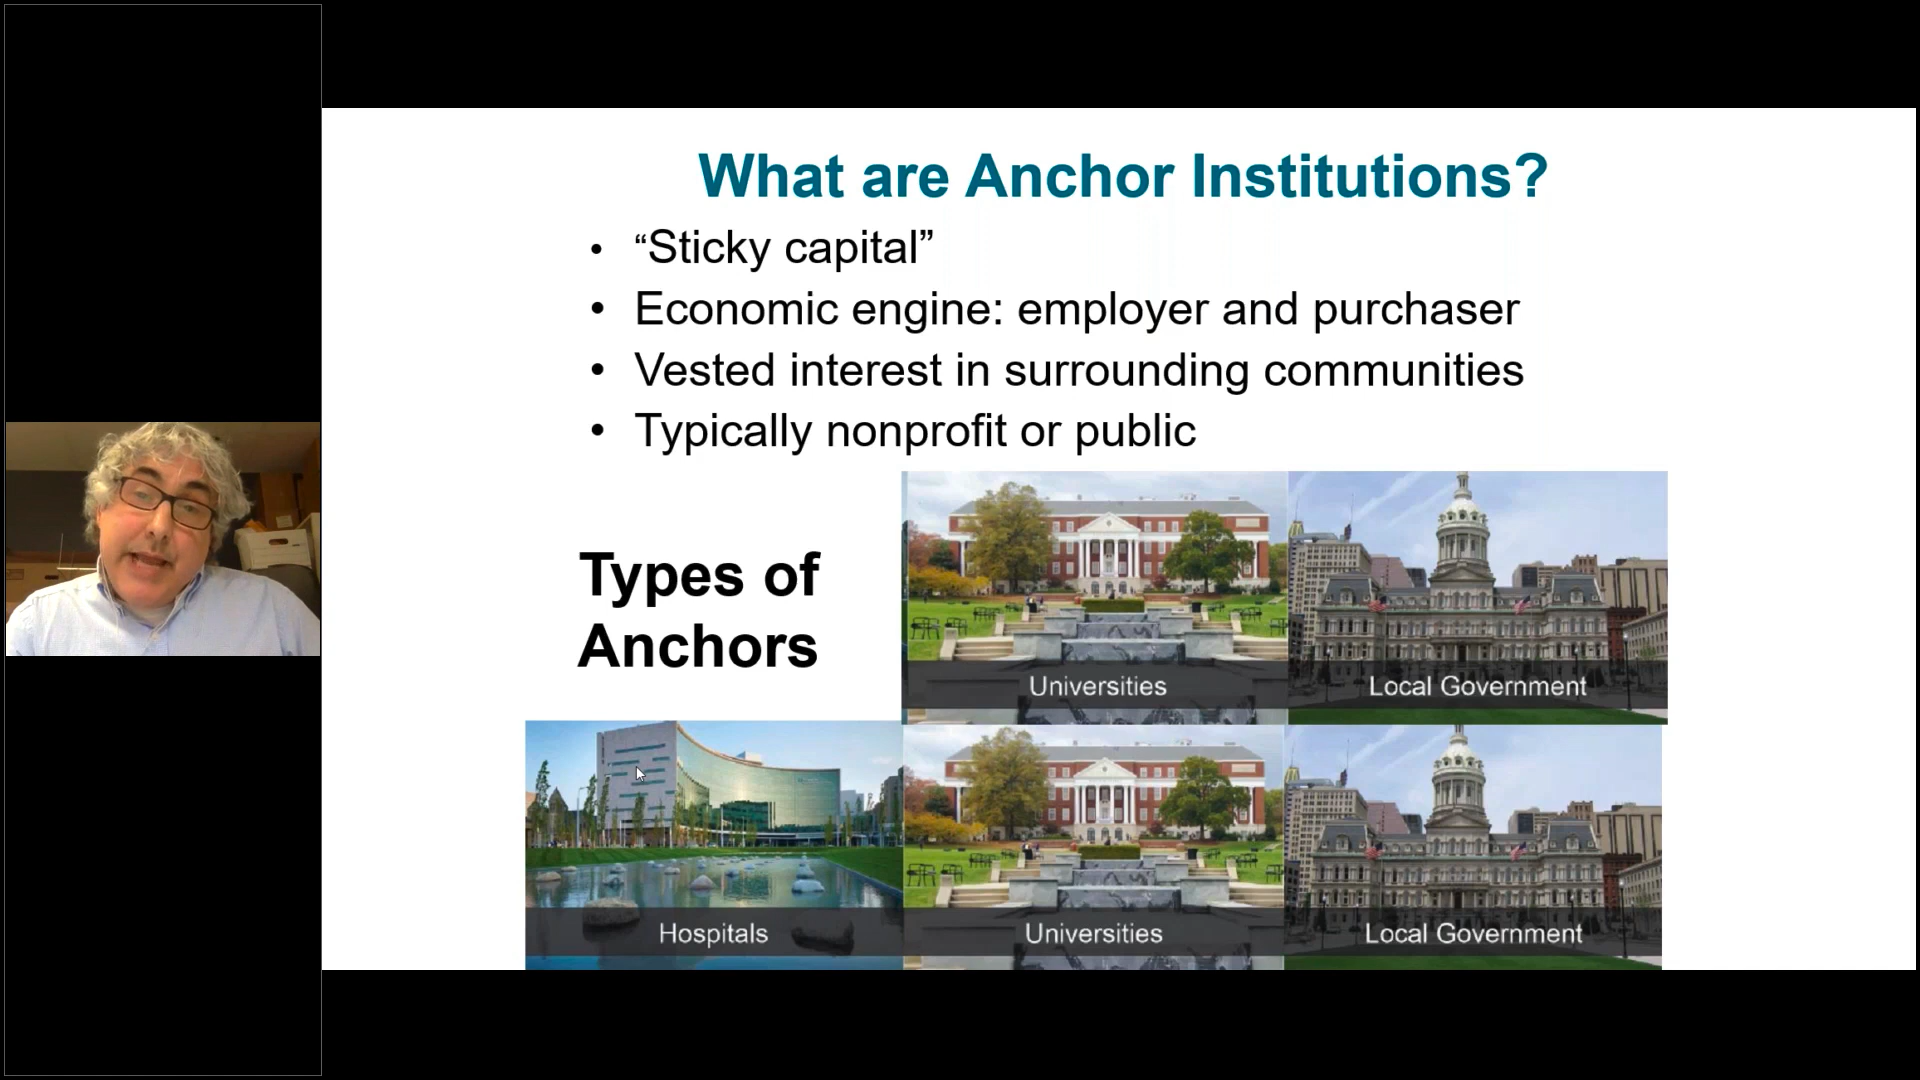 What are Anchor Institutions?
• “Sticky capital”
• Economic engine: employer and purchaser
• Vested interest in surrounding communities
• Typically nonprofit or public
Types of
Anchors
Universities
Local Government
Hospitals
Universities
Local Government